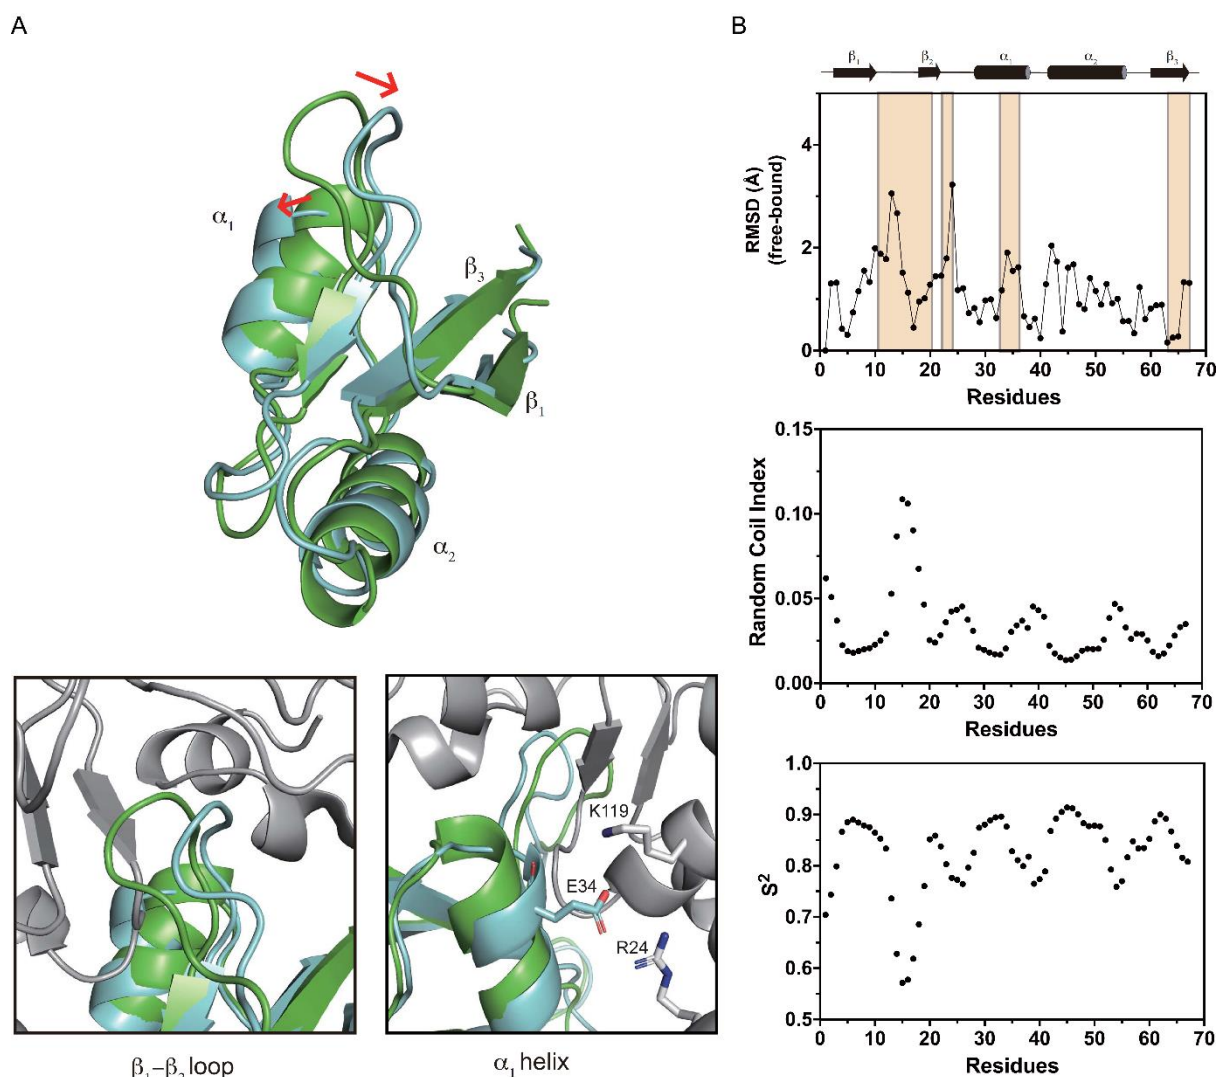 A
α1
β3
β1
α2
K119
E34
R24
β1–β2 loop
α1 helix
B
β1 β2 α1 α2 β3
RMSD (Å)
(free-bound)
4
2
0
0 10 20 30 40 50 60 70
Residues
Random Coil Index
0.15
0.10
0.05
0.00
0 10 20 30 40 50 60 70
Residues
S2
1.0
0.9
0.8
0.7
0.6
0.5
0 10 20 30 40 50 60 70
Residues